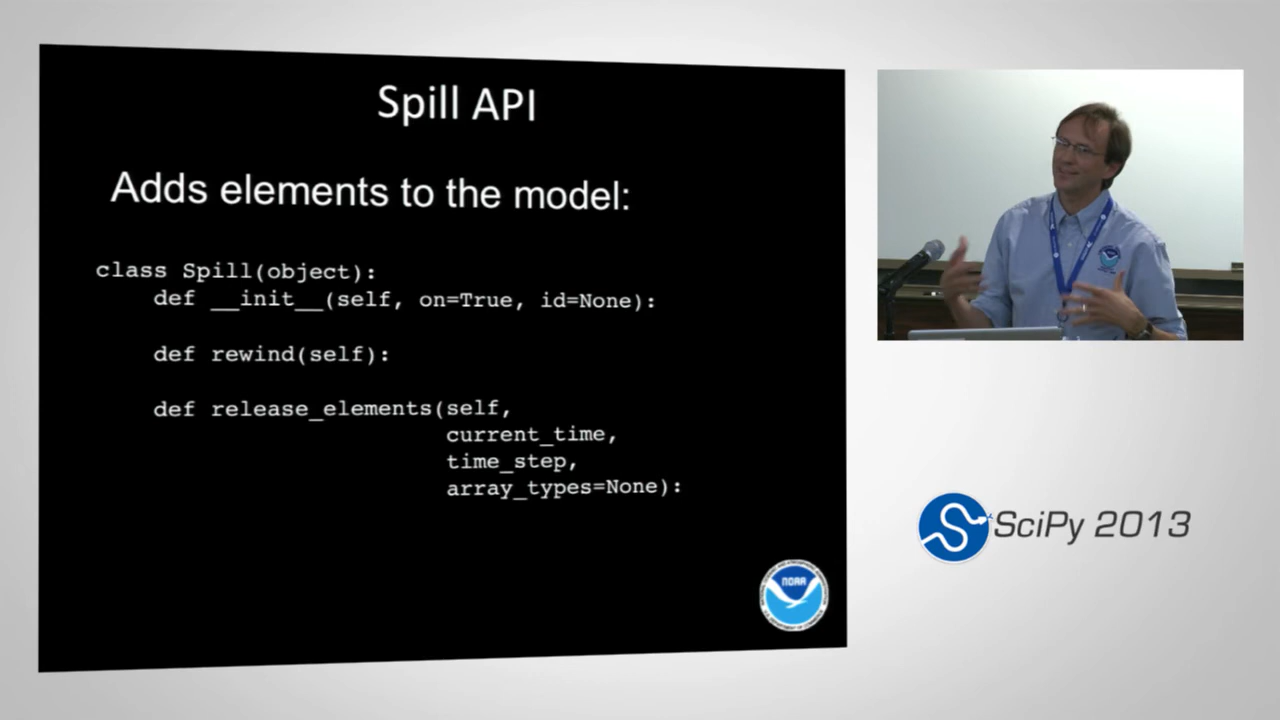 Spill API
Adds elements to the model:
class Spill(object):
def __init__(self, on=True, id=None):
def rewind(self):
def release_elements(self,
current_time,
time_step,
array_types=None):
NOAA
SciPy 2013